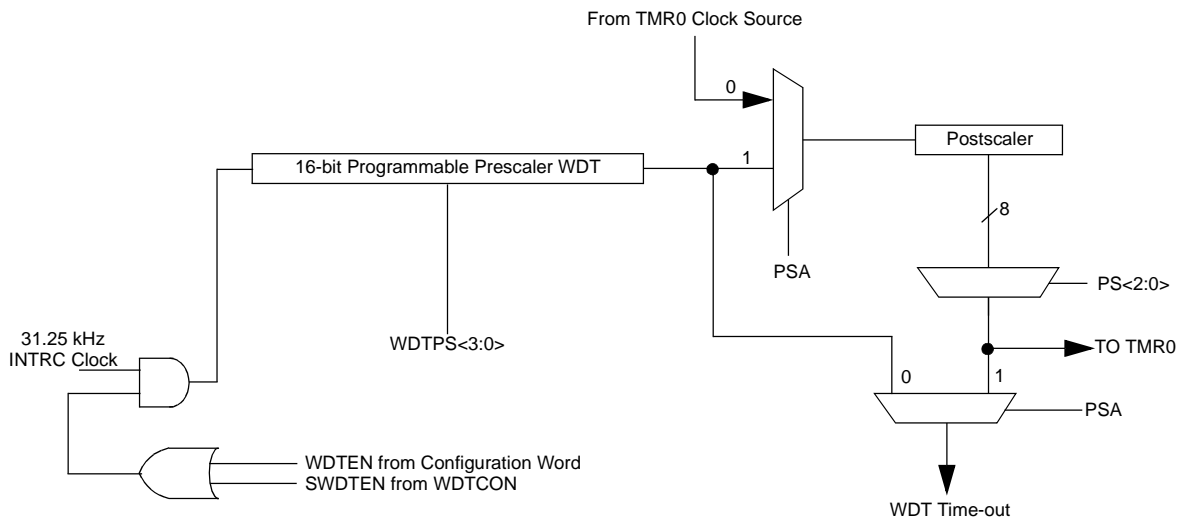 From TMR0 Clock Source
0
1
16-bit Programmable Prescaler WDT
Postscaler
8
PSA
PS<2:0>
31.25 kHz
INTRC Clock
WDTPS<3:0>
TO TMR0
0
1
PSA
WDTEN from Configuration Word
SWDTEN from WDTCON
WDT Time-out